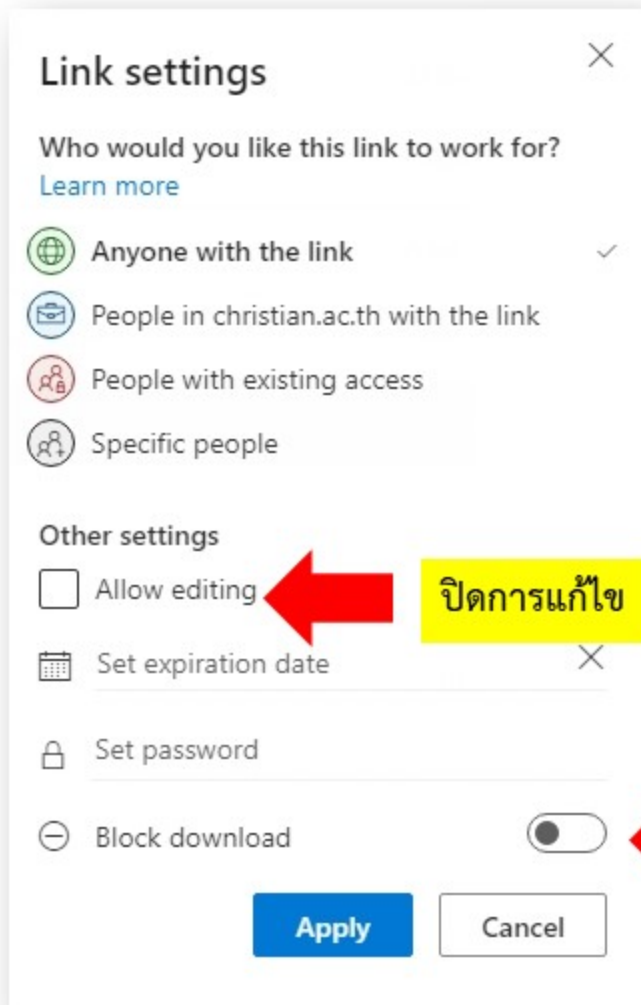 Link settings
Who would you like this link to work for?
Learn more
Anyone with the link
People in christian.ac.th with the link
People with existing access
Specific people
Other settings
Allow editing
ปิดการแก้ไข
Set expiration date
Set password
Block download
Apply
Cancel